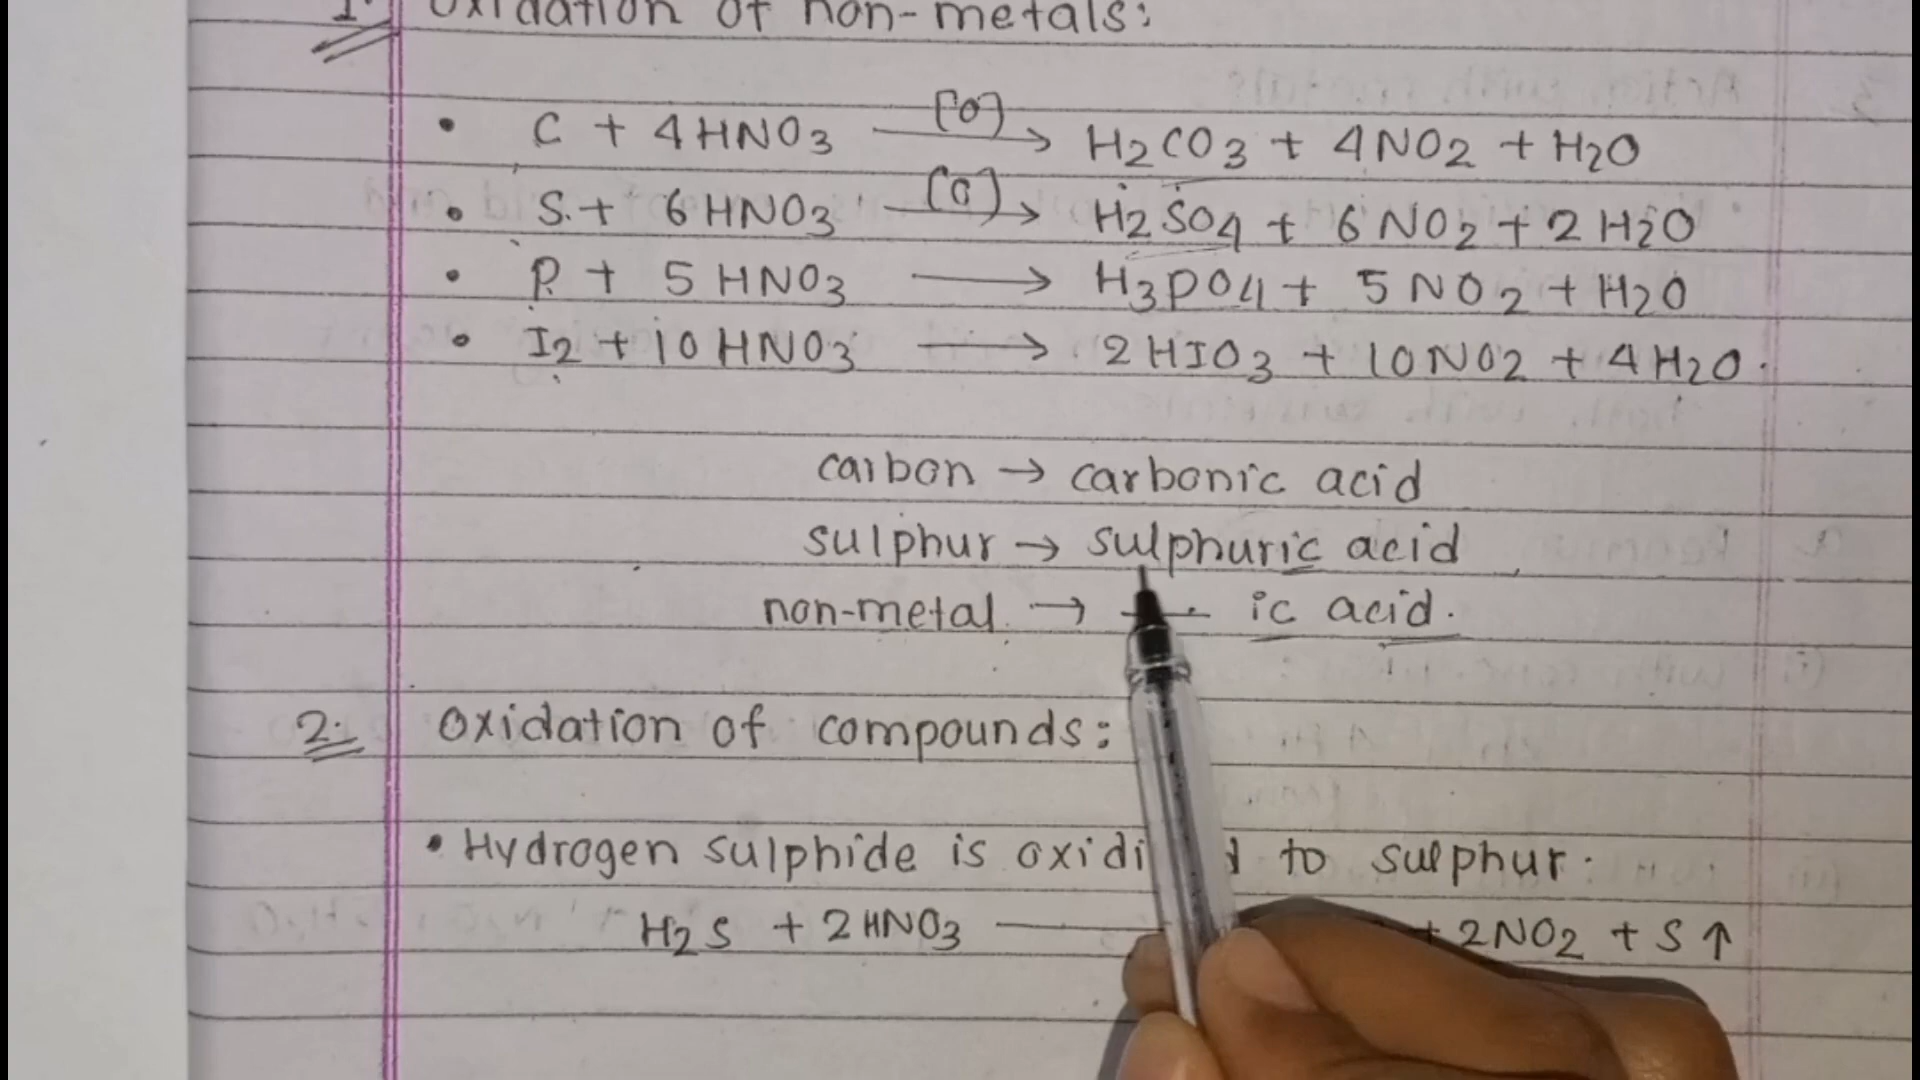 1. Oxidation of non-metals:
• C + 4HNO3 [O]→ H2CO3 + 4NO2 + H2O
• S + 6HNO3 [O]→ H2SO4 + 6NO2 + 2H2O
• P + 5HNO3 → H3PO4 + 5NO2 + H2O
• I2 + 10HNO3 → 2HIO3 + 10NO2 + 4H2O.
carbon → carbonic acid
sulphur → sulphuric acid
non-metal → — ic acid.
2. Oxidation of compounds:
• Hydrogen sulphide is to sulphur.
H2S + 2HNO3 + 2NO2 + S↑